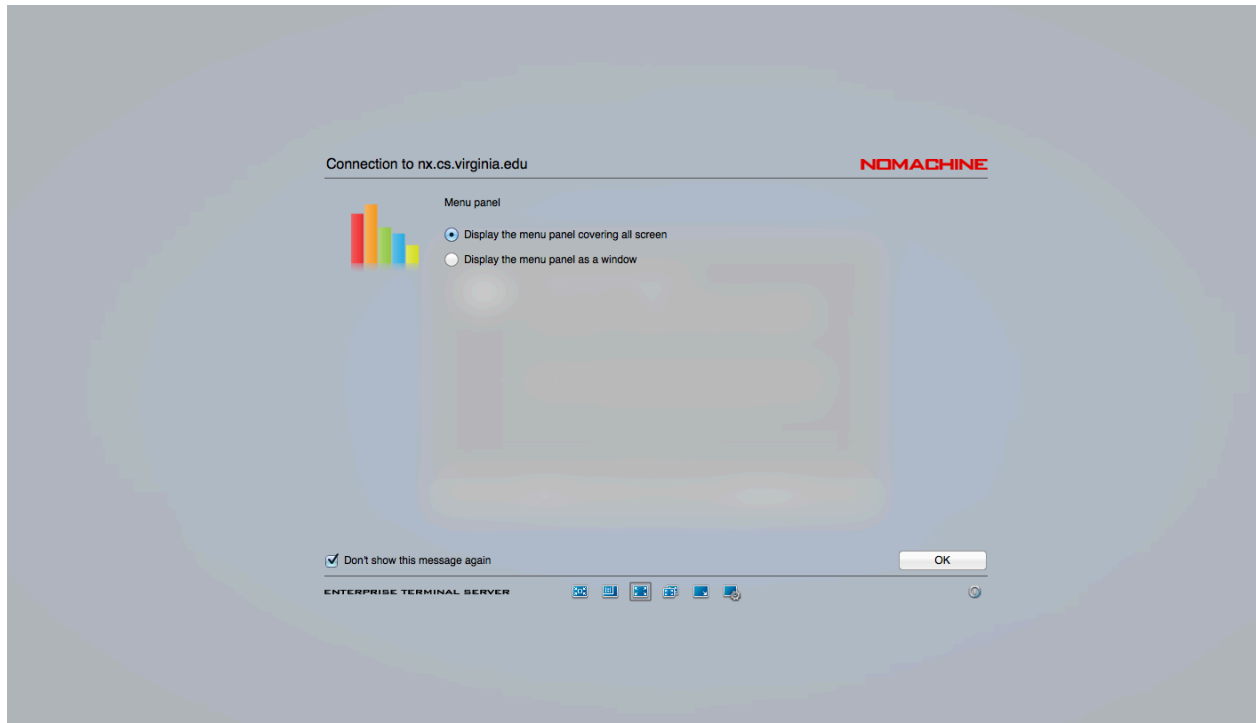 Connection to nx.cs.virginia.edu NOMACHINE
Menu panel
Display the menu panel covering all screen
Display the menu panel as a window
Don't show this message again OK
ENTERPRISE TERMINAL SERVER